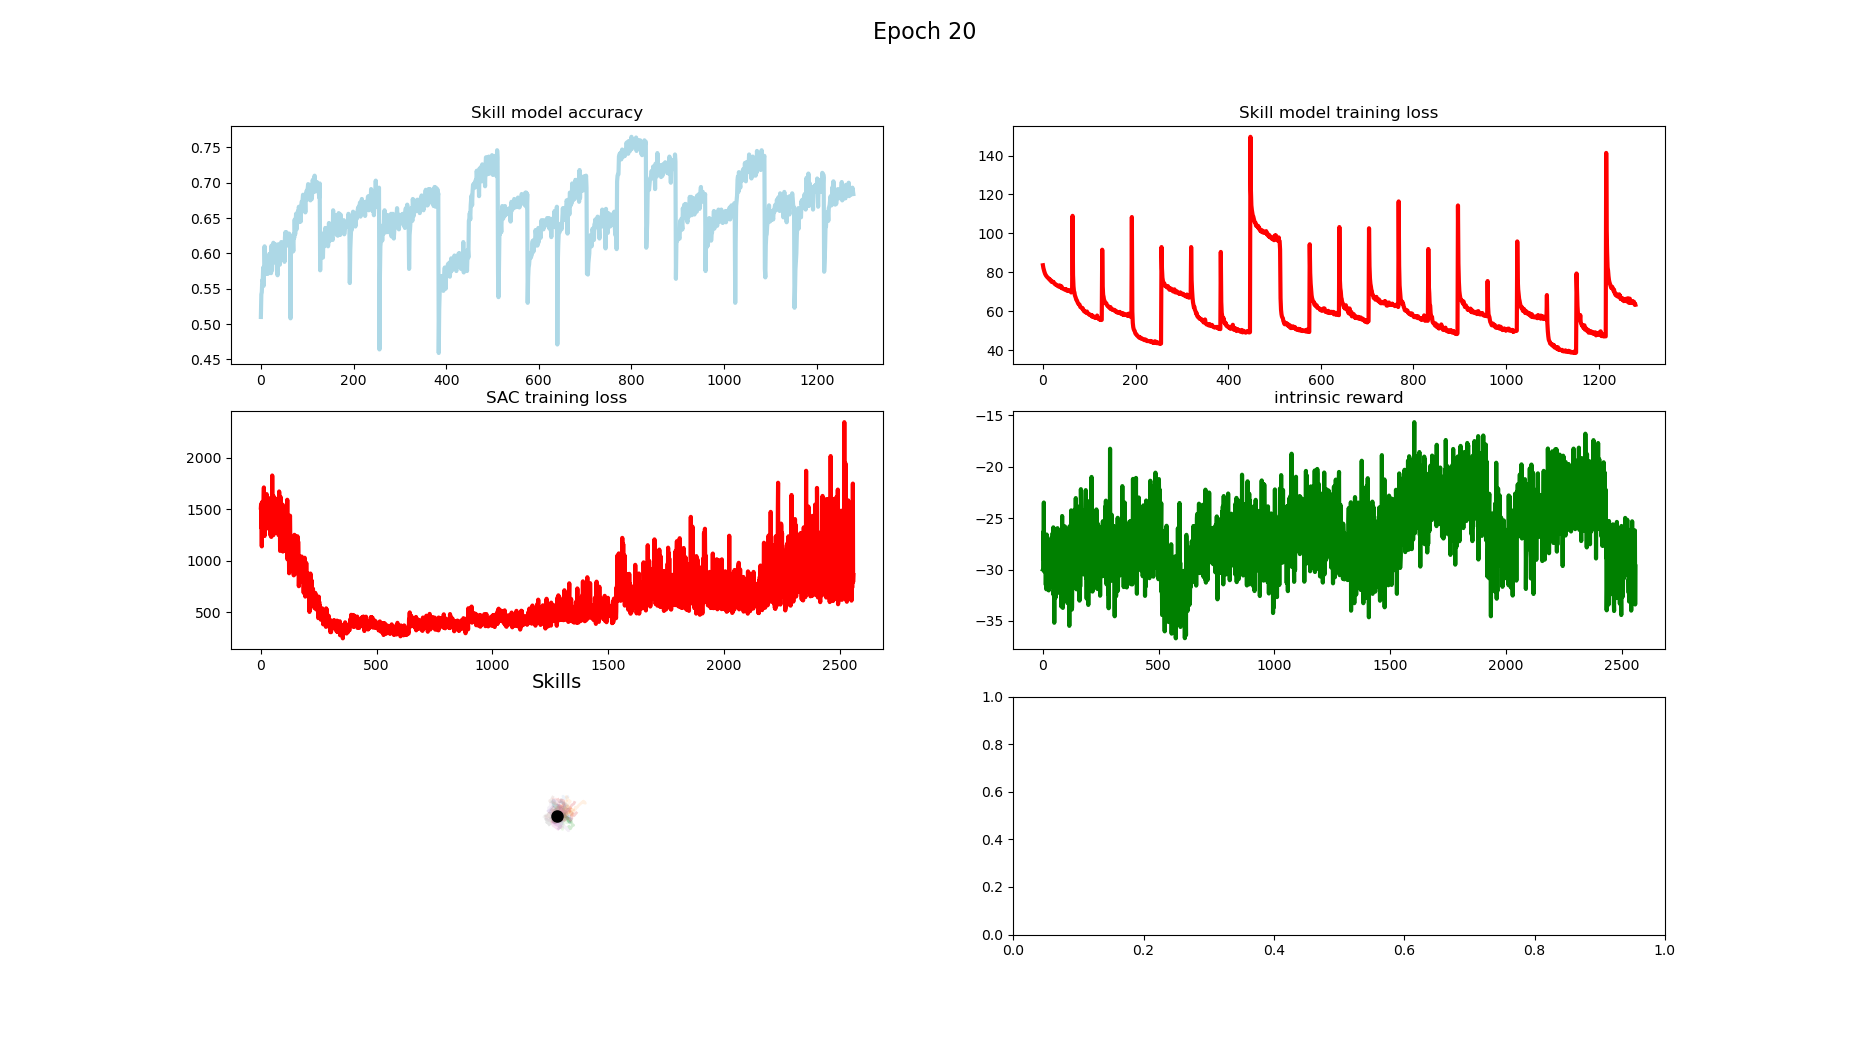 Epoch 20
Skill model accuracy
0.75
0.70
0.65
0.60
0.55
0.50
0.45
0 200 400 600 800 1000 1200
Skill model training loss
140
120
100
80
60
40
0 200 400 600 800 1000 1200
SAC training loss
2000
1500
1000
500
0 500 1000 1500 2000 2500
intrinsic reward
−15
−20
−25
−30
−35
0 500 1000 1500 2000 2500
Skills
1.0
0.8
0.6
0.4
0.2
0.0
0.0 0.2 0.4 0.6 0.8 1.0